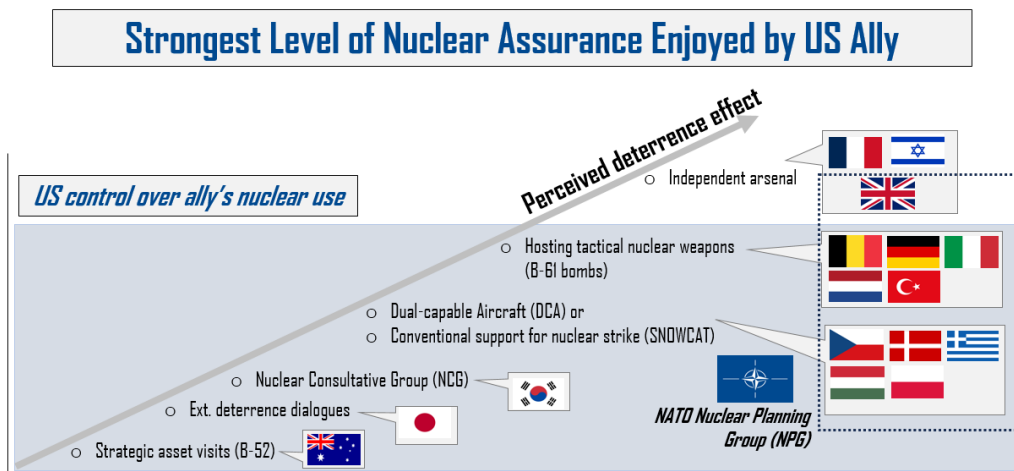 Strongest Level of Nuclear Assurance Enjoyed by US Ally
Perceived deterrence effect
US control over ally's nuclear use
Independent arsenal
Hosting tactical nuclear weapons
(B-61 bombs)
Dual-capable Aircraft (DCA) or
Conventional support for nuclear strike (SNOWCAT)
Nuclear Consultative Group (NCG)
Ext. deterrence dialogues
Strategic asset visits (B-52)
NATO Nuclear Planning
Group (NPG)